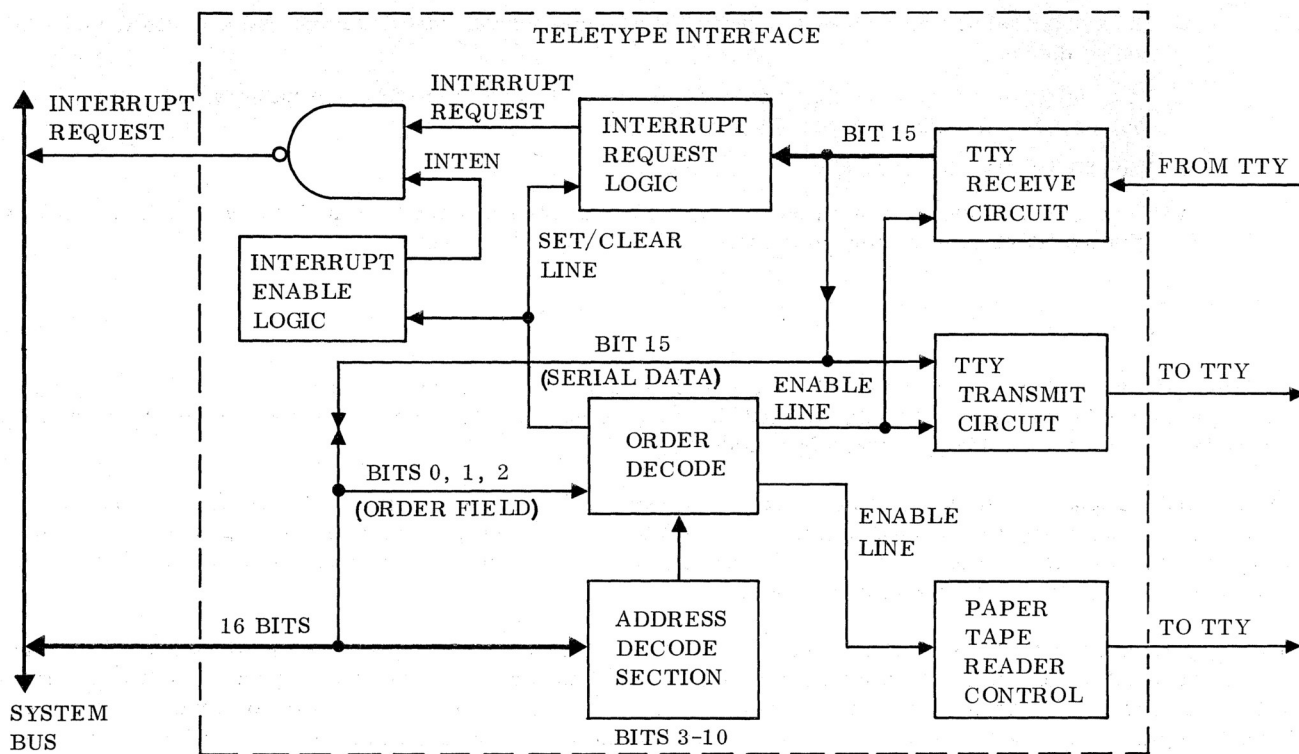 TELETYPE INTERFACE
INTERRUPT
REQUEST
INTERRUPT
REQUEST
INTEN
INTERRUPT
REQUEST
LOGIC
BIT 15
TTY
RECEIVE
CIRCUIT
FROM TTY
SET/CLEAR
LINE
INTERRUPT
ENABLE
LOGIC
BIT 15
(SERIAL DATA)
ENABLE
LINE
TTY
TRANSMIT
CIRCUIT
TO TTY
ORDER
DECODE
BITS 0, 1, 2
(ORDER FIELD)
ENABLE
LINE
16 BITS
ADDRESS
DECODE
SECTION
PAPER
TAPE
READER
CONTROL
TO TTY
SYSTEM
BUS
BITS 3-10